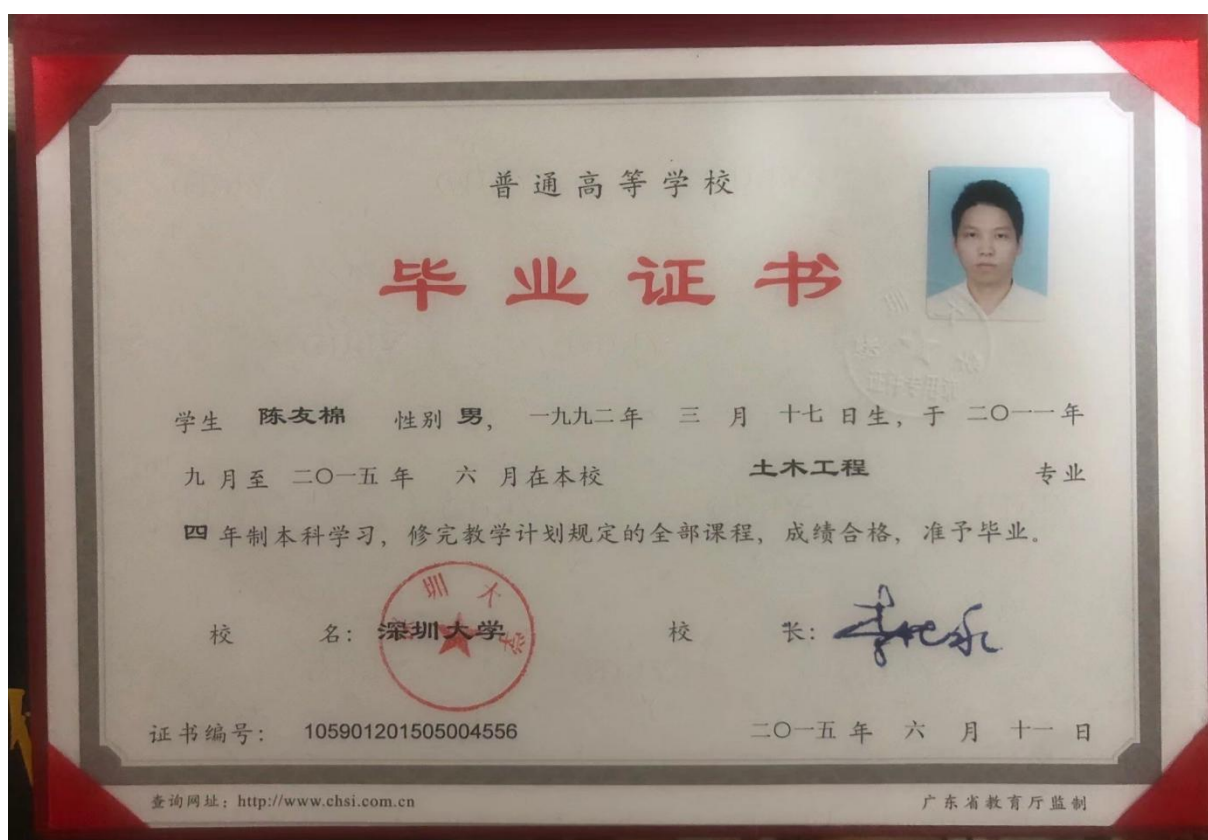 普通高等学校
毕业证书
学生 陈友棉 性别 男， 一九九二年 三 月 十七 日生，于 二〇一一年
九 月至 二〇一五 年 六 月在本校 土木工程 专业
四 年制本科学习，修完教学计划规定的全部课程，成绩合格，准予毕业。
校 名： 深圳大学 校 长：
证书编号： 105901201505004556 二〇一五 年 六 月 十一 日
查询网址：http://www.chsi.com.cn 广东省教育厅监制